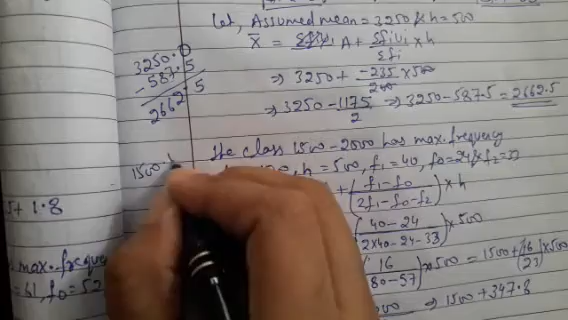 Let, Assumed mean = 3250 & h = 500
x̄ = A + Σfivi/Σfi × h
3250.0
- 587.5
2662.5
⇒ 3250 + -235/200 × 500
⇒ 3250 - 1175/2 ⇒ 3250 - 587.5 = 2662.5
The class 1500 - 2000 has max. frequency
1500.
h = 500, f1 = 40, f0 = 24 & f2 = 33
+ (f1 - f0 / 2f1 - f0 - f2) × h
(40 - 24 / 2×40 - 24 - 33) × 500
(16 / 80 - 57) × 500 = 1500 + (16/23) × 500
⇒ 1500 + 347.8
5 + 1.8
max. freque
= 61, f0 = 52